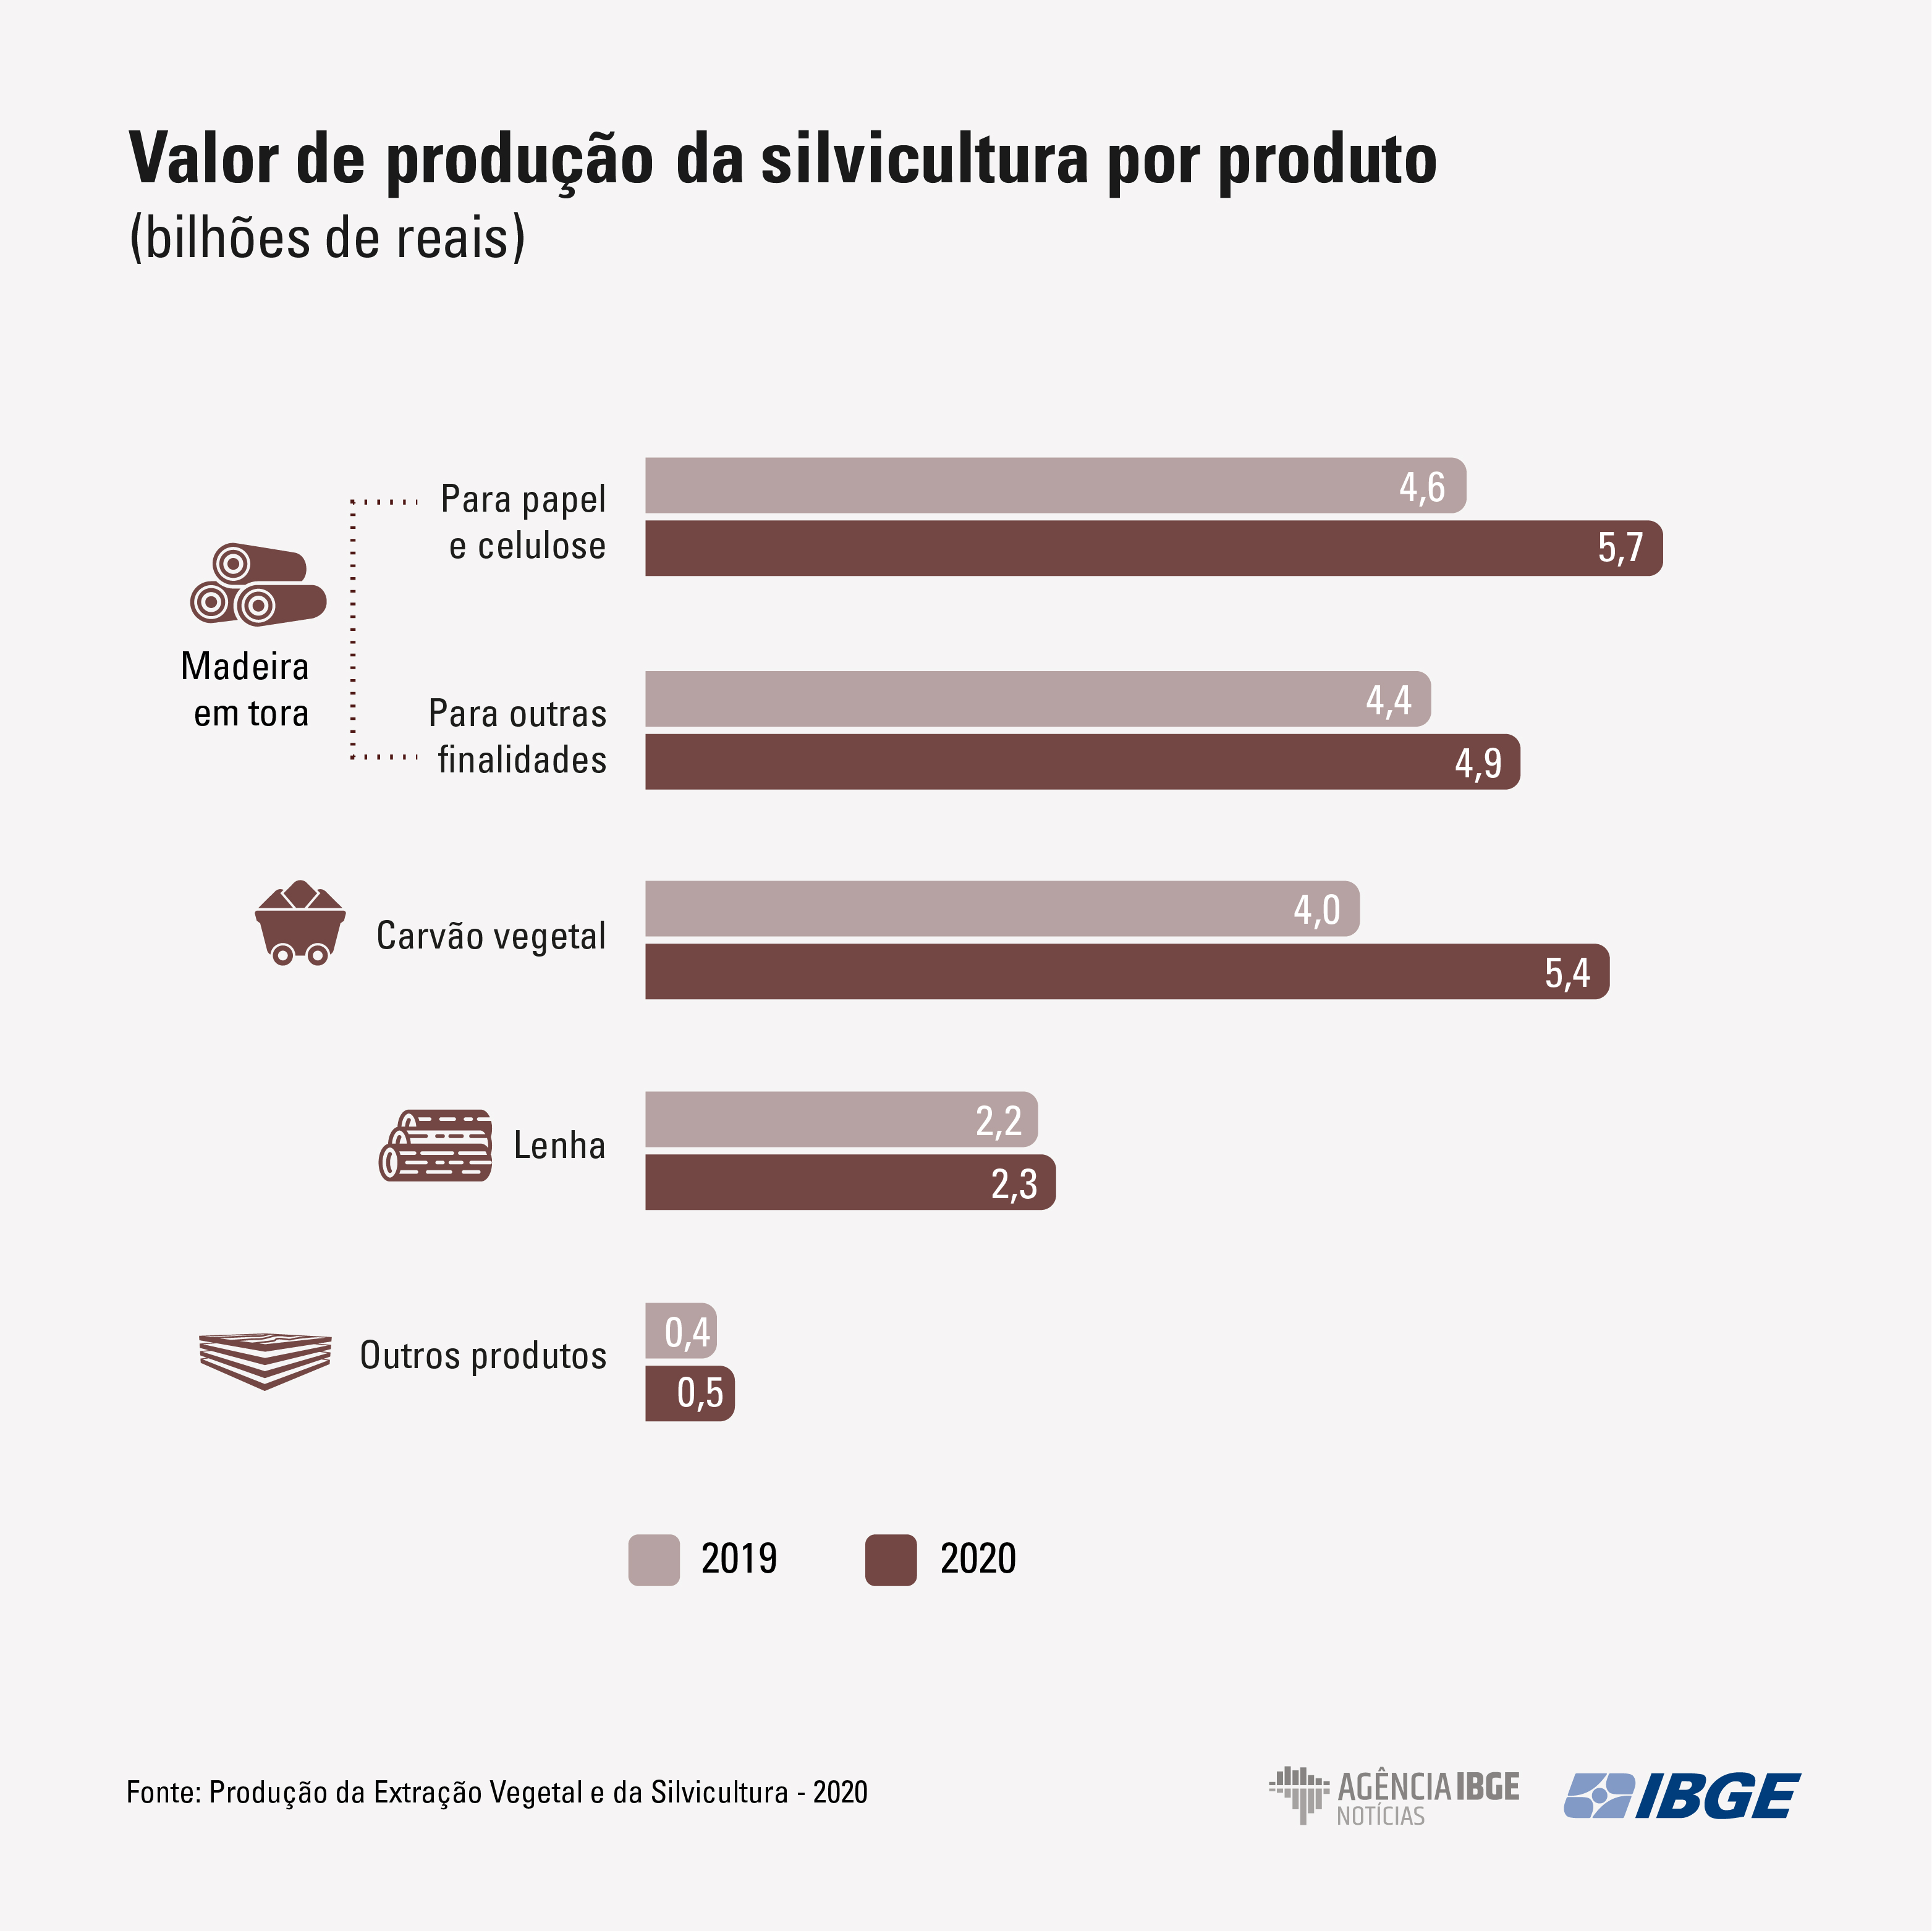 Valor de produção da silvicultura por produto
(bilhões de reais)
Madeira
em tora
Para papel
e celulose
4,6
5,7
Para outras
finalidades
4,4
4,9
Carvão vegetal
4,0
5,4
Lenha
2,2
2,3
Outros produtos
0,4
0,5
2019
2020
Fonte: Produção da Extração Vegetal e da Silvicultura - 2020
AGÊNCIA IBGE
NOTÍCIAS
IBGE